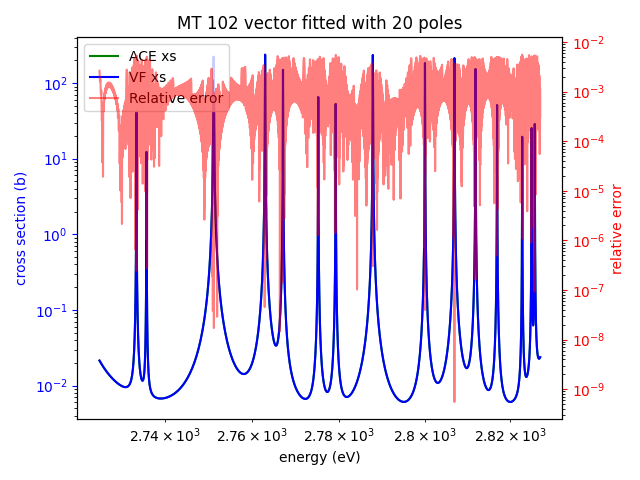 MT 102 vector fitted with 20 poles
ACE xs
VF xs
Relative error
cross section (b)
10²
10¹
10⁰
10⁻¹
10⁻²
10⁻²
10⁻³
10⁻⁴
10⁻⁵
10⁻⁶
10⁻⁷
10⁻⁸
10⁻⁹
relative error
2.74 × 10³ 2.76 × 10³ 2.78 × 10³ 2.8 × 10³ 2.82 × 10³
energy (eV)